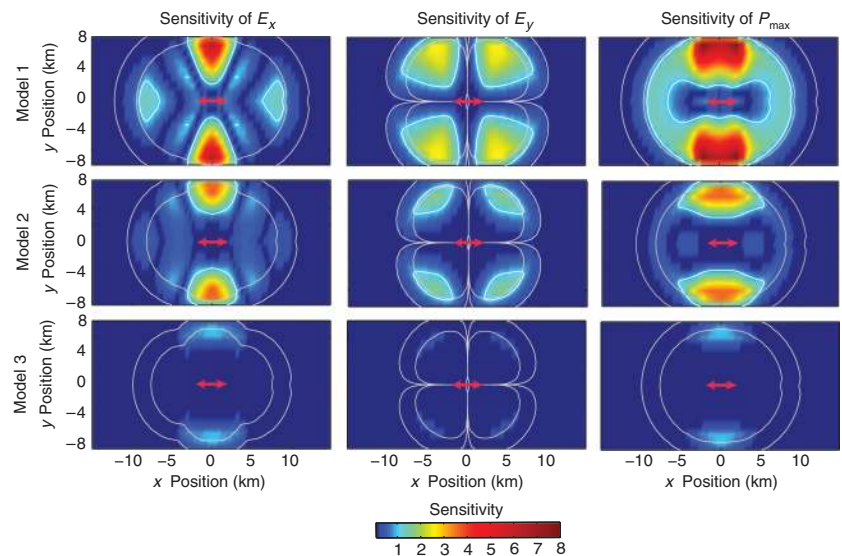 Sensitivity of Ex
Sensitivity of Ey
Sensitivity of Pmax
Model 1
y Position (km)
8
4
0
−4
−8
Model 2
y Position (km)
8
4
0
−4
−8
Model 3
y Position (km)
8
4
0
−4
−8
−10 −5 0 5 10
−10 −5 0 5 10
−10 −5 0 5 10
x Position (km)
x Position (km)
x Position (km)
Sensitivity
1 2 3 4 5 6 7 8